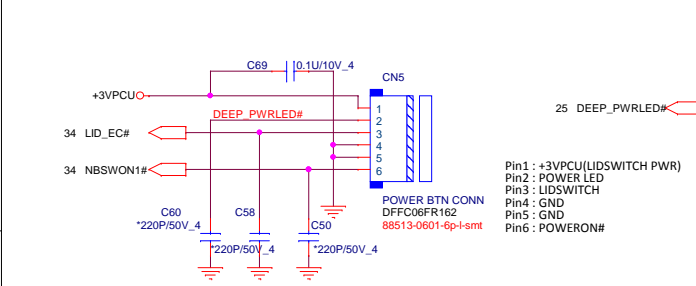 C69
0.1U/10V_4
CN5
+3VPCU
1
DEEP_PWRLED#
2
25 DEEP_PWRLED#
34 LID_EC#
3
4
5
34 NBSWON1#
6
Pin1 : +3VPCU(LIDSWITCH PWR)
Pin2 : POWER LED
Pin3 : LIDSWITCH
Pin4 : GND
Pin5 : GND
Pin6 : POWERON#
POWER BTN CONN
DFFC06FR162
88513-0601-6p-l-smt
C60
*220P/50V_4
C58
*220P/50V_4
C50
*220P/50V_4